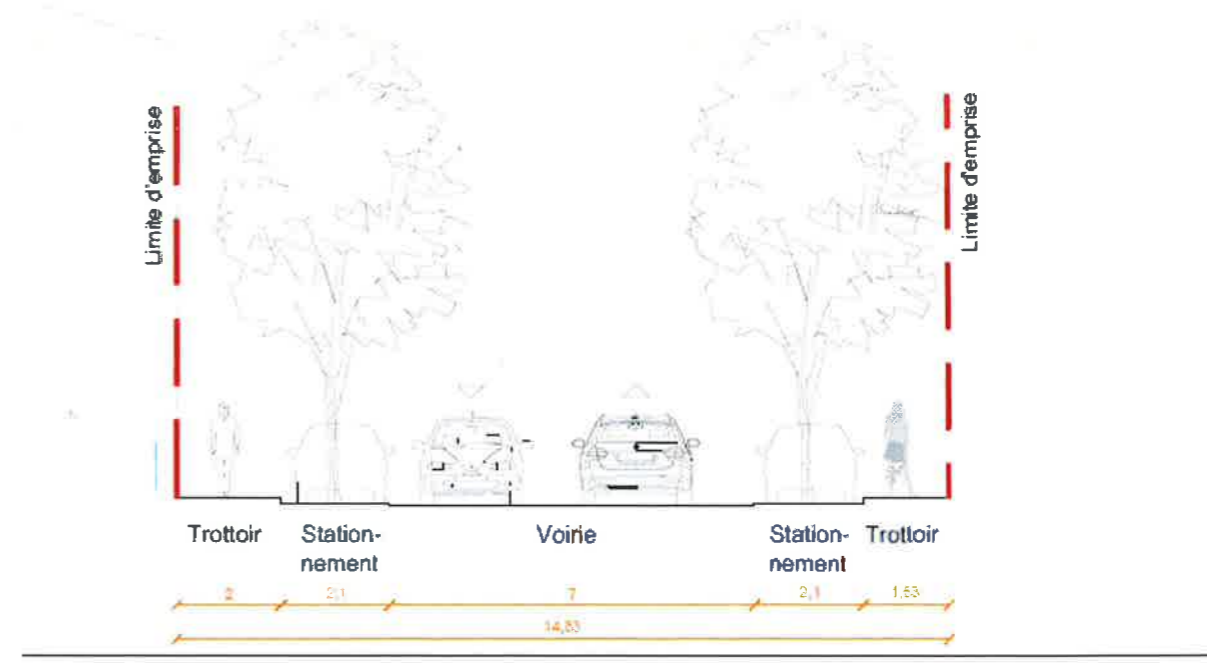 Limite d'emprise
Limite d'emprise
Trottoir
Station-
nement
Voirie
Station-
nement
Trottoir
2
2,1
7
2,1
1,63
14,83